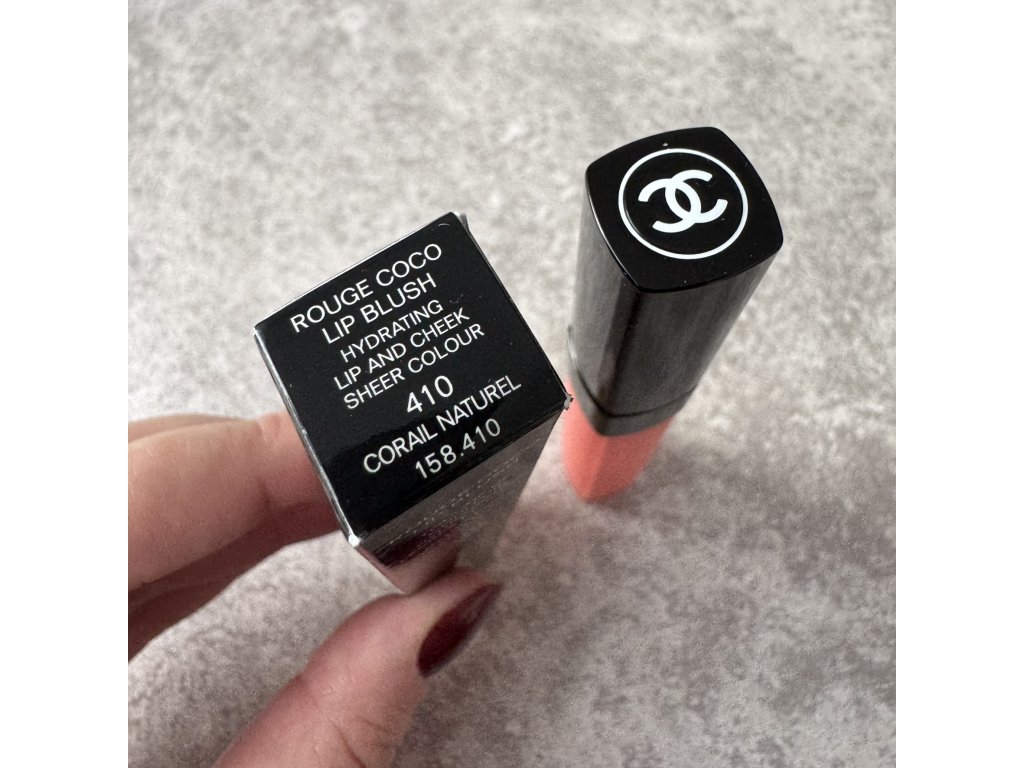 ROUGE COCO
LIP BLUSH
HYDRATING
LIP AND CHEEK
SHEER COLOUR
410
CORAIL NATUREL
158.410